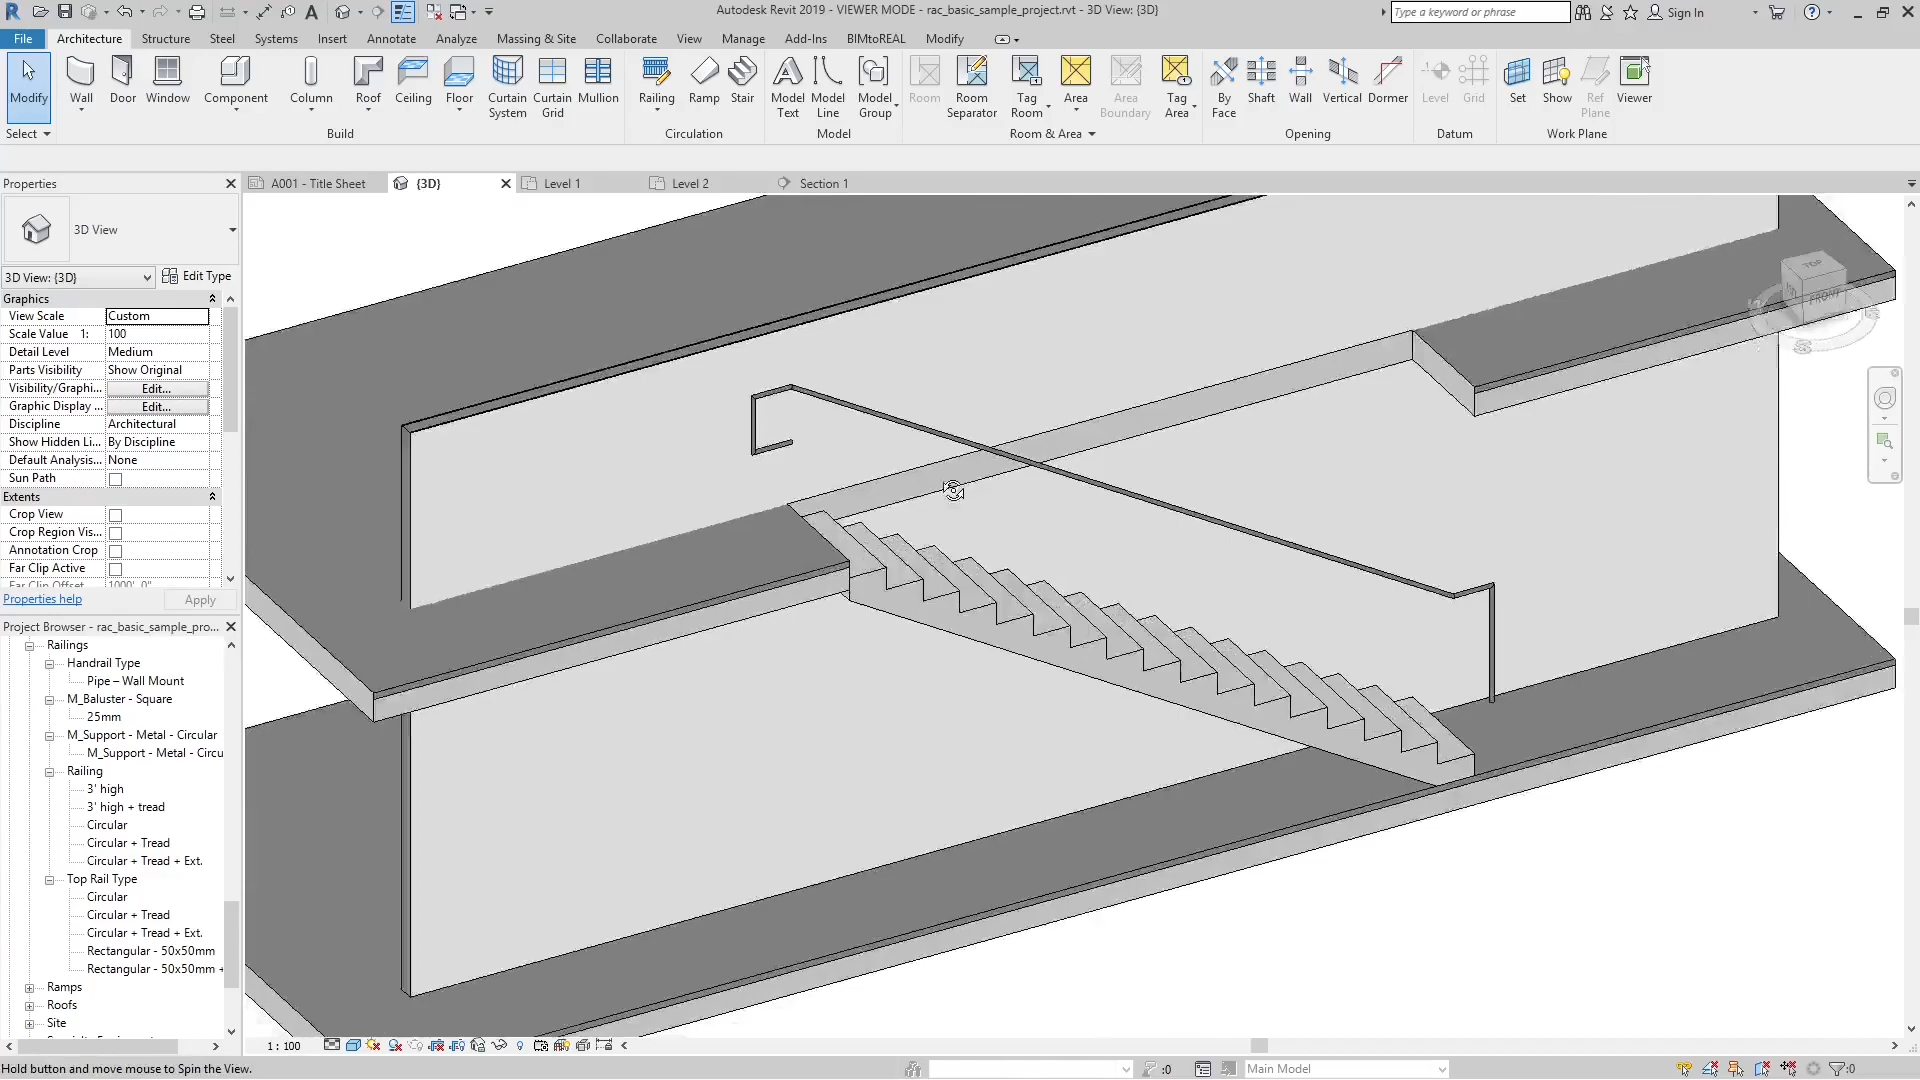 Autodesk Revit 2019 - VIEWER MODE - rac_basic_sample_project.rvt - 3D View: {3D}
Type a keyword or phrase
Sign In
File Architecture Structure Steel Systems Insert Annotate Analyze Massing & Site Collaborate View Manage Add-Ins BIMtoREAL Modify
Modify Wall Door Window Component Column Roof Ceiling Floor Curtain System Curtain Grid Mullion Railing Ramp Stair Model Text Model Line Model Group Room Room Separator Tag Room Area Area Boundary Tag Area By Face Shaft Wall Vertical Dormer Level Grid Set Show Ref Plane Viewer
Select Build Circulation Model Room & Area Opening Datum Work Plane
Properties
A001 - Title Sheet {3D} Level 1 Level 2 Section 1
3D View
3D View: {3D} Edit Type
Graphics
View Scale Custom
Scale Value 1: 100
Detail Level Medium
Parts Visibility Show Original
Visibility/Graphi... Edit...
Graphic Display ... Edit...
Discipline Architectural
Show Hidden Li... By Discipline
Default Analysis... None
Sun Path
Extents
Crop View
Crop Region Vis...
Annotation Crop
Far Clip Active
Far Clip Offset 1000' 0"
Properties help Apply
Project Browser - rac_basic_sample_pro...
Railings
Handrail Type
Pipe – Wall Mount
M_Baluster - Square
25mm
M_Support - Metal - Circular
M_Support - Metal - Circu
Railing
3' high
3' high + tread
Circular
Circular + Tread
Circular + Tread + Ext.
Top Rail Type
Circular
Circular + Tread
Circular + Tread + Ext.
Rectangular - 50x50mm
Rectangular - 50x50mm +
Ramps
Roofs
Site
TOP
FRONT
S
1 : 100
Hold button and move mouse to Spin the View.
:0
Main Model
:0